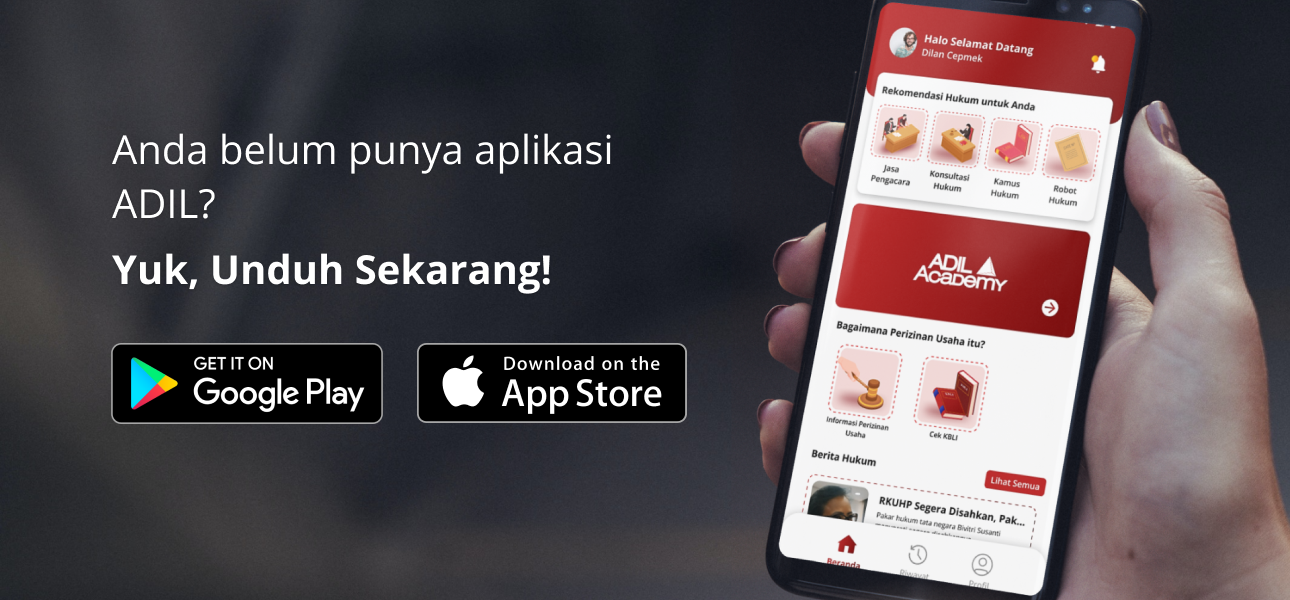 Anda belum punya aplikasi
ADIL?
Yuk, Unduh Sekarang!
GET IT ON
Google Play
Download on the
App Store
Halo Selamat Datang
Dilan Cepmek
Rekomendasi Hukum untuk Anda
Jasa
Pengacara
Konsultasi
Hukum
Kamus
Hukum
Robot
Hukum
ADIL
Academy
Bagaimana Perizinan Usaha itu?
Informasi Perizinan
Usaha
Cek KBLI
Berita Hukum
Lihat Semua
RKUHP Segera Disahkan, Pak...
Pakar hukum tata negara Bivitri Susanti
Beranda
Riwayat
Profil